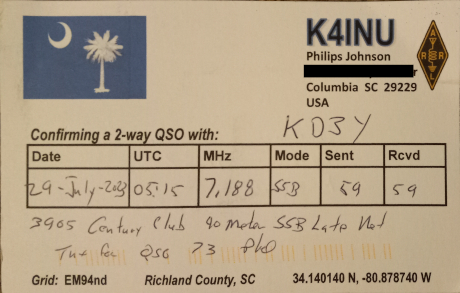 K4INU
Philips Johnson
Columbia SC 29229
USA
ARRL
Confirming a 2-way QSO with: KD3Y
Date UTC MHz Mode Sent Rcvd
29-July-2023 05:15 7.188 SSB 59 59
3905 Century Club 40 Meter SSB Late Net
Tnx for QSO 73 Phil
Grid: EM94nd Richland County, SC 34.140140 N, -80.878740 W